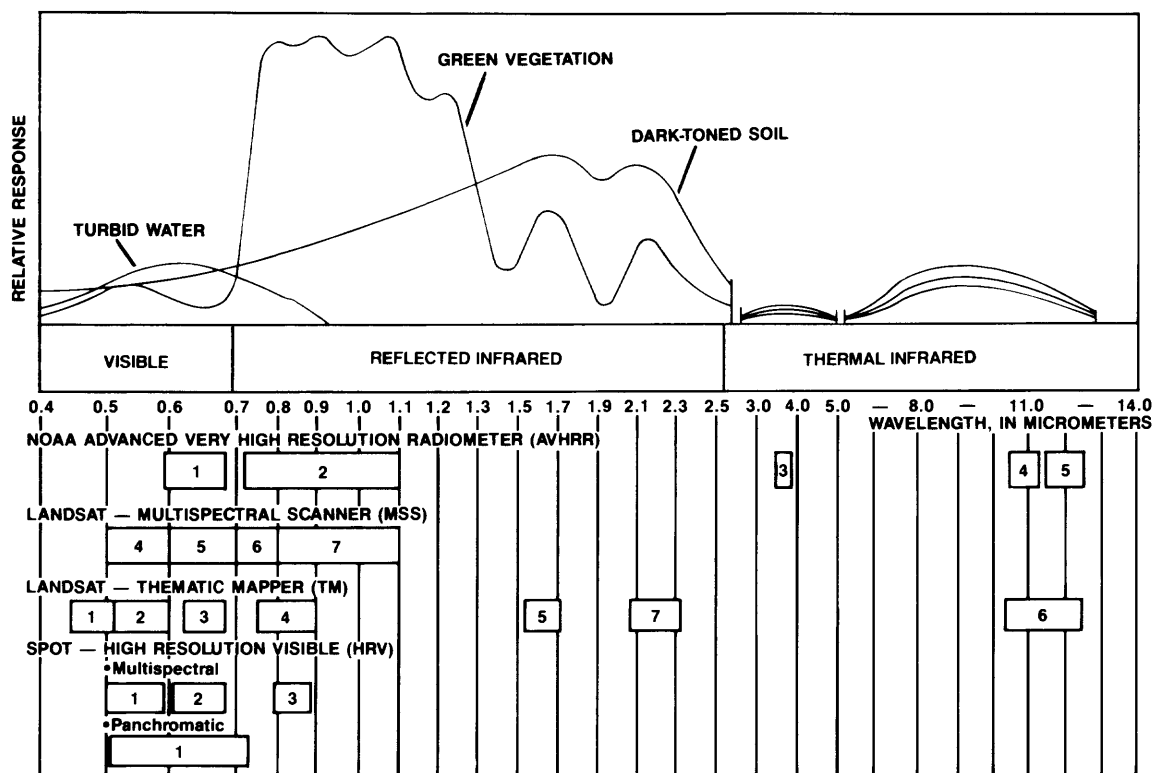 GREEN VEGETATION
DARK-TONED SOIL
TURBID WATER
RELATIVE RESPONSE
VISIBLE REFLECTED INFRARED THERMAL INFRARED
0.4 0.5 0.6 0.7 0.8 0.9 1.0 1.1 1.2 1.3 1.5 1.7 1.9 2.1 2.3 2.5 3.0 4.0 5.0 — 8.0 — 11.0 — 14.0
WAVELENGTH, IN MICROMETERS
NOAA ADVANCED VERY HIGH RESOLUTION RADIOMETER (AVHRR)
1 2 3 4 5
LANDSAT — MULTISPECTRAL SCANNER (MSS)
4 5 6 7
LANDSAT — THEMATIC MAPPER (TM)
1 2 3 4 5 7 6
SPOT — HIGH RESOLUTION VISIBLE (HRV)
•Multispectral
1 2 3
•Panchromatic
1